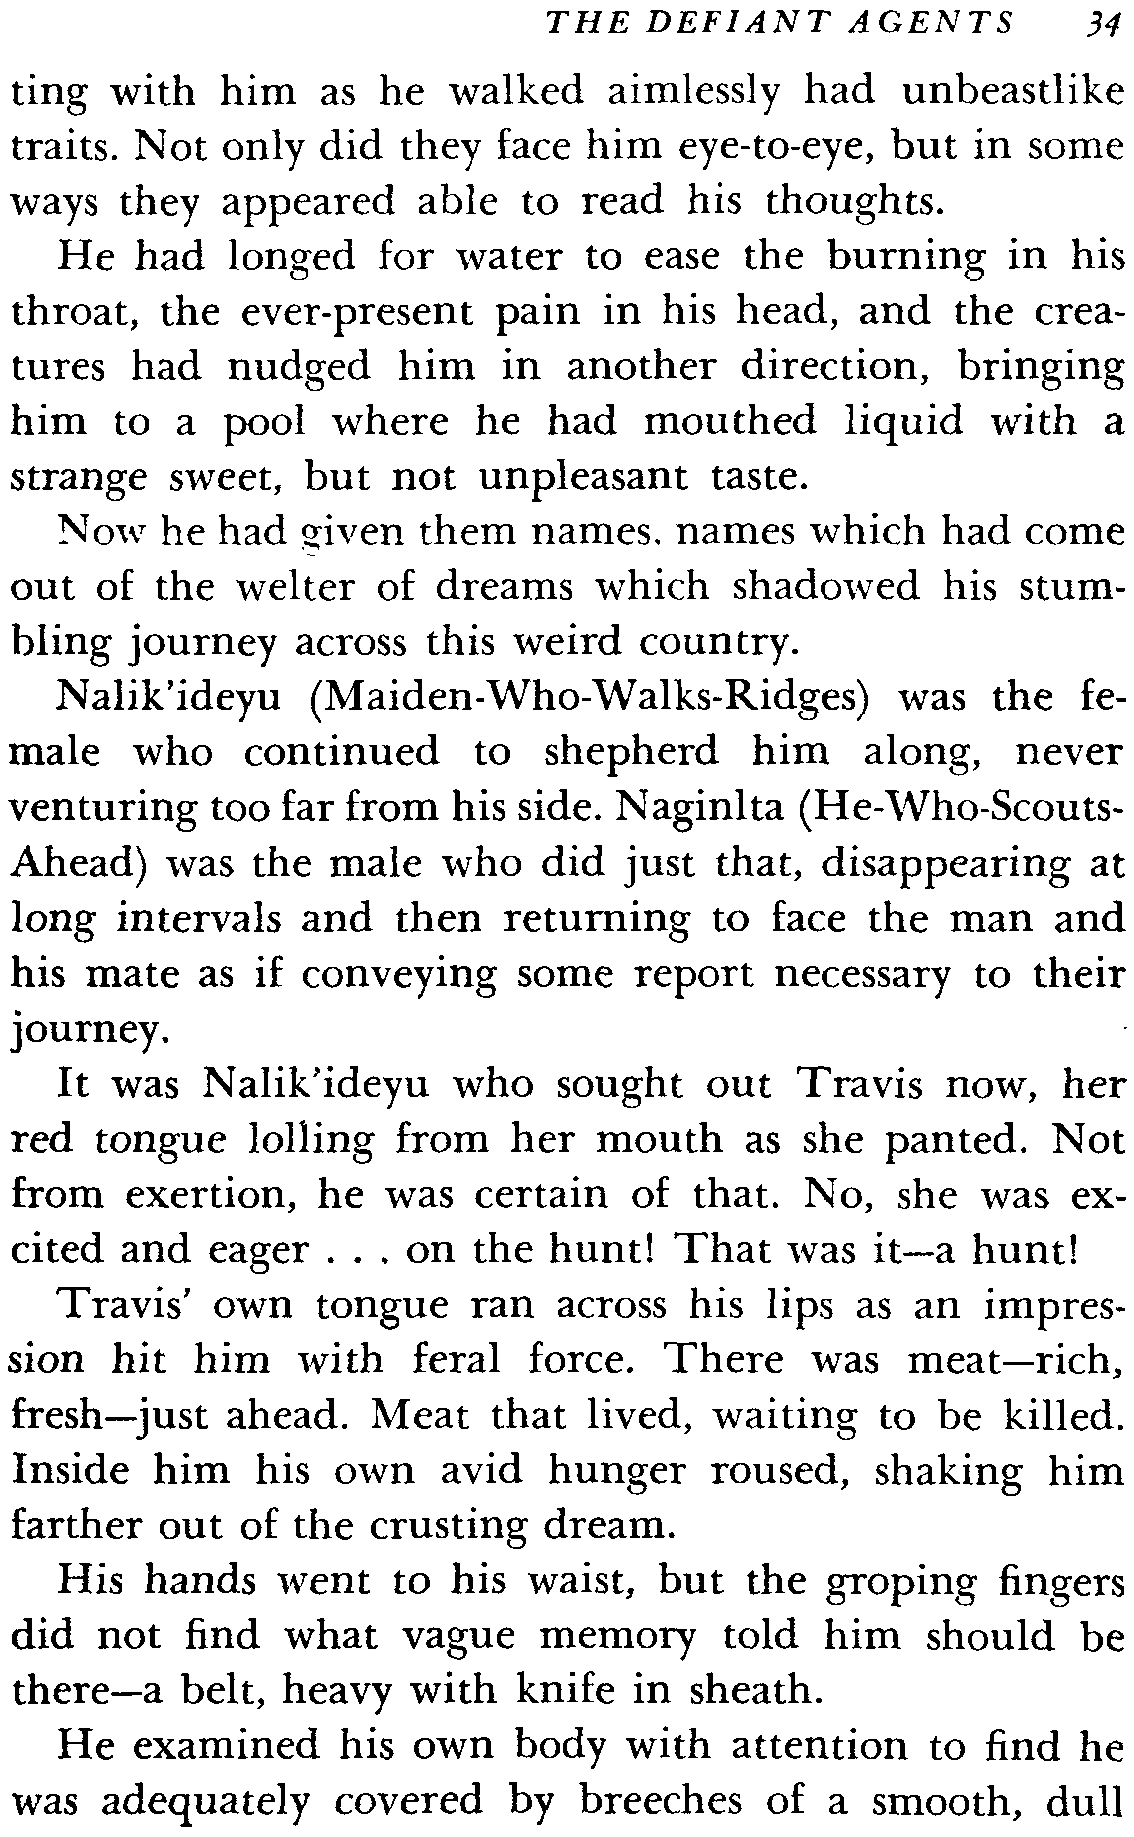 THE DEFIANT AGENTS 34
ting with him as he walked aimlessly had unbeastlike
traits. Not only did they face him eye-to-eye, but in some
ways they appeared able to read his thoughts.
He had longed for water to ease the burning in his
throat, the ever-present pain in his head, and the crea-
tures had nudged him in another direction, bringing
him to a pool where he had mouthed liquid with a
strange sweet, but not unpleasant taste.
Now he had given them names, names which had come
out of the welter of dreams which shadowed his stum-
bling journey across this weird country.
Nalik'ideyu (Maiden-Who-Walks-Ridges) was the fe-
male who continued to shepherd him along, never
venturing too far from his side. Naginlta (He-Who-Scouts-
Ahead) was the male who did just that, disappearing at
long intervals and then returning to face the man and
his mate as if conveying some report necessary to their
journey.
It was Nalik'ideyu who sought out Travis now, her
red tongue lolling from her mouth as she panted. Not
from exertion, he was certain of that. No, she was ex-
cited and eager . . . on the hunt! That was it—a hunt!
Travis' own tongue ran across his lips as an impres-
sion hit him with feral force. There was meat—rich,
fresh—just ahead. Meat that lived, waiting to be killed.
Inside him his own avid hunger roused, shaking him
farther out of the crusting dream.
His hands went to his waist, but the groping fingers
did not find what vague memory told him should be
there—a belt, heavy with knife in sheath.
He examined his own body with attention to find he
was adequately covered by breeches of a smooth, dull